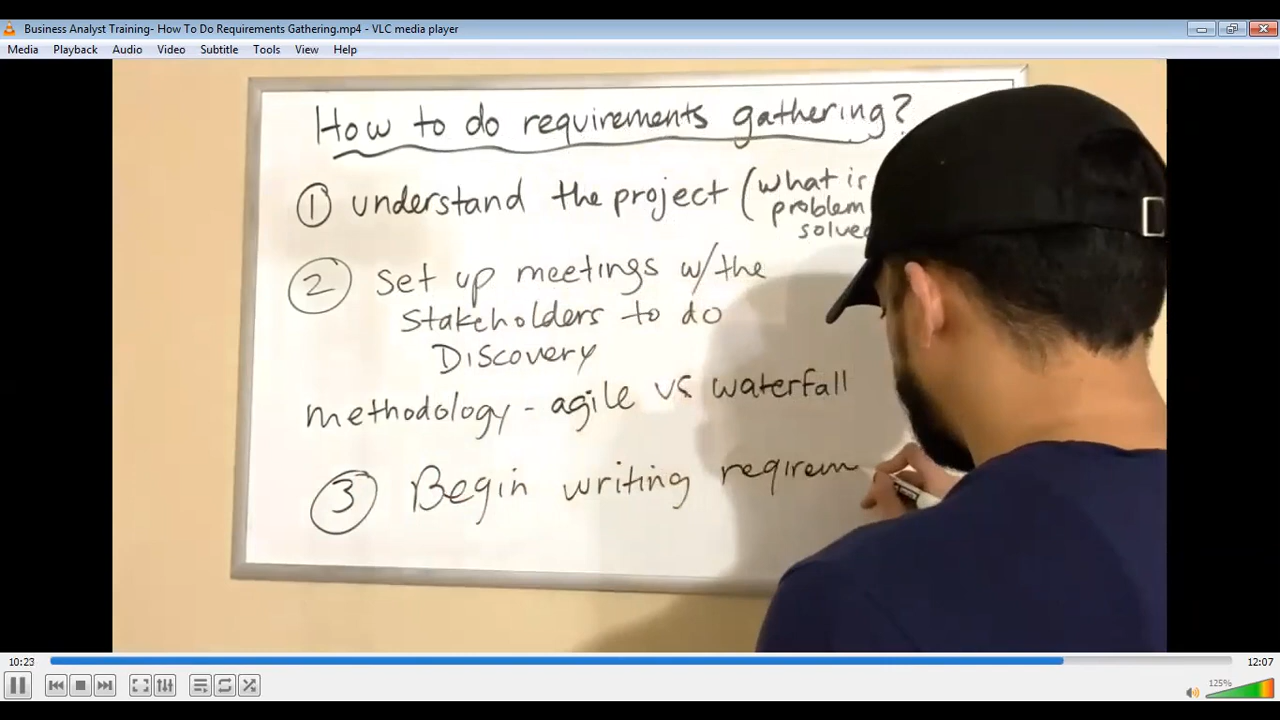 Business Analyst Training- How To Do Requirements Gathering.mp4 - VLC media player
Media Playback Audio Video Subtitle Tools View Help
How to do requirements gathering?
① understand the project (what is
problem
solved
② Set up meetings w/the
Stakeholders to do
Discovery
methodology - agile vs waterfall
③ Begin writing reqirem
10:23
12:07
125%